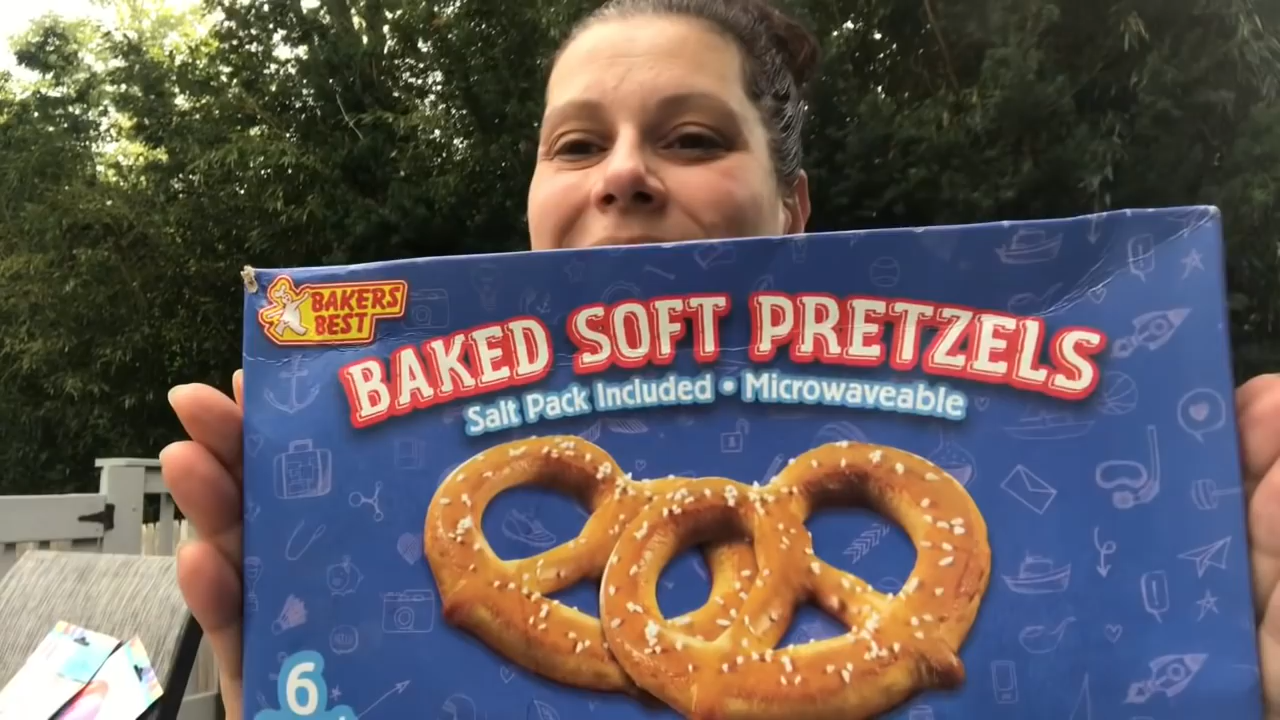 BAKERS
BEST
BAKED SOFT PRETZELS
Salt Pack Included • Microwaveable
6